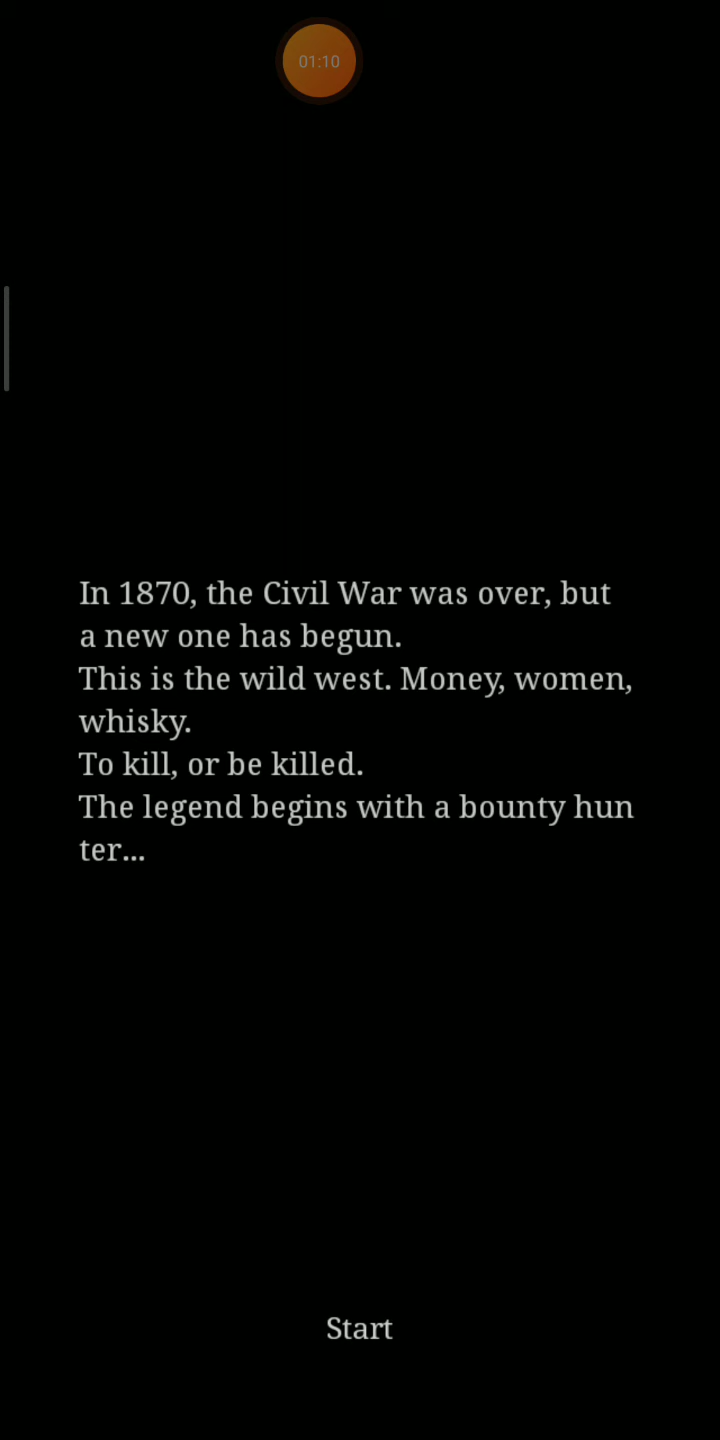 01:10
In 1870, the Civil War was over, but
a new one has begun.
This is the wild west. Money, women,
whisky.
To kill, or be killed.
The legend begins with a bounty hun
ter...
Start